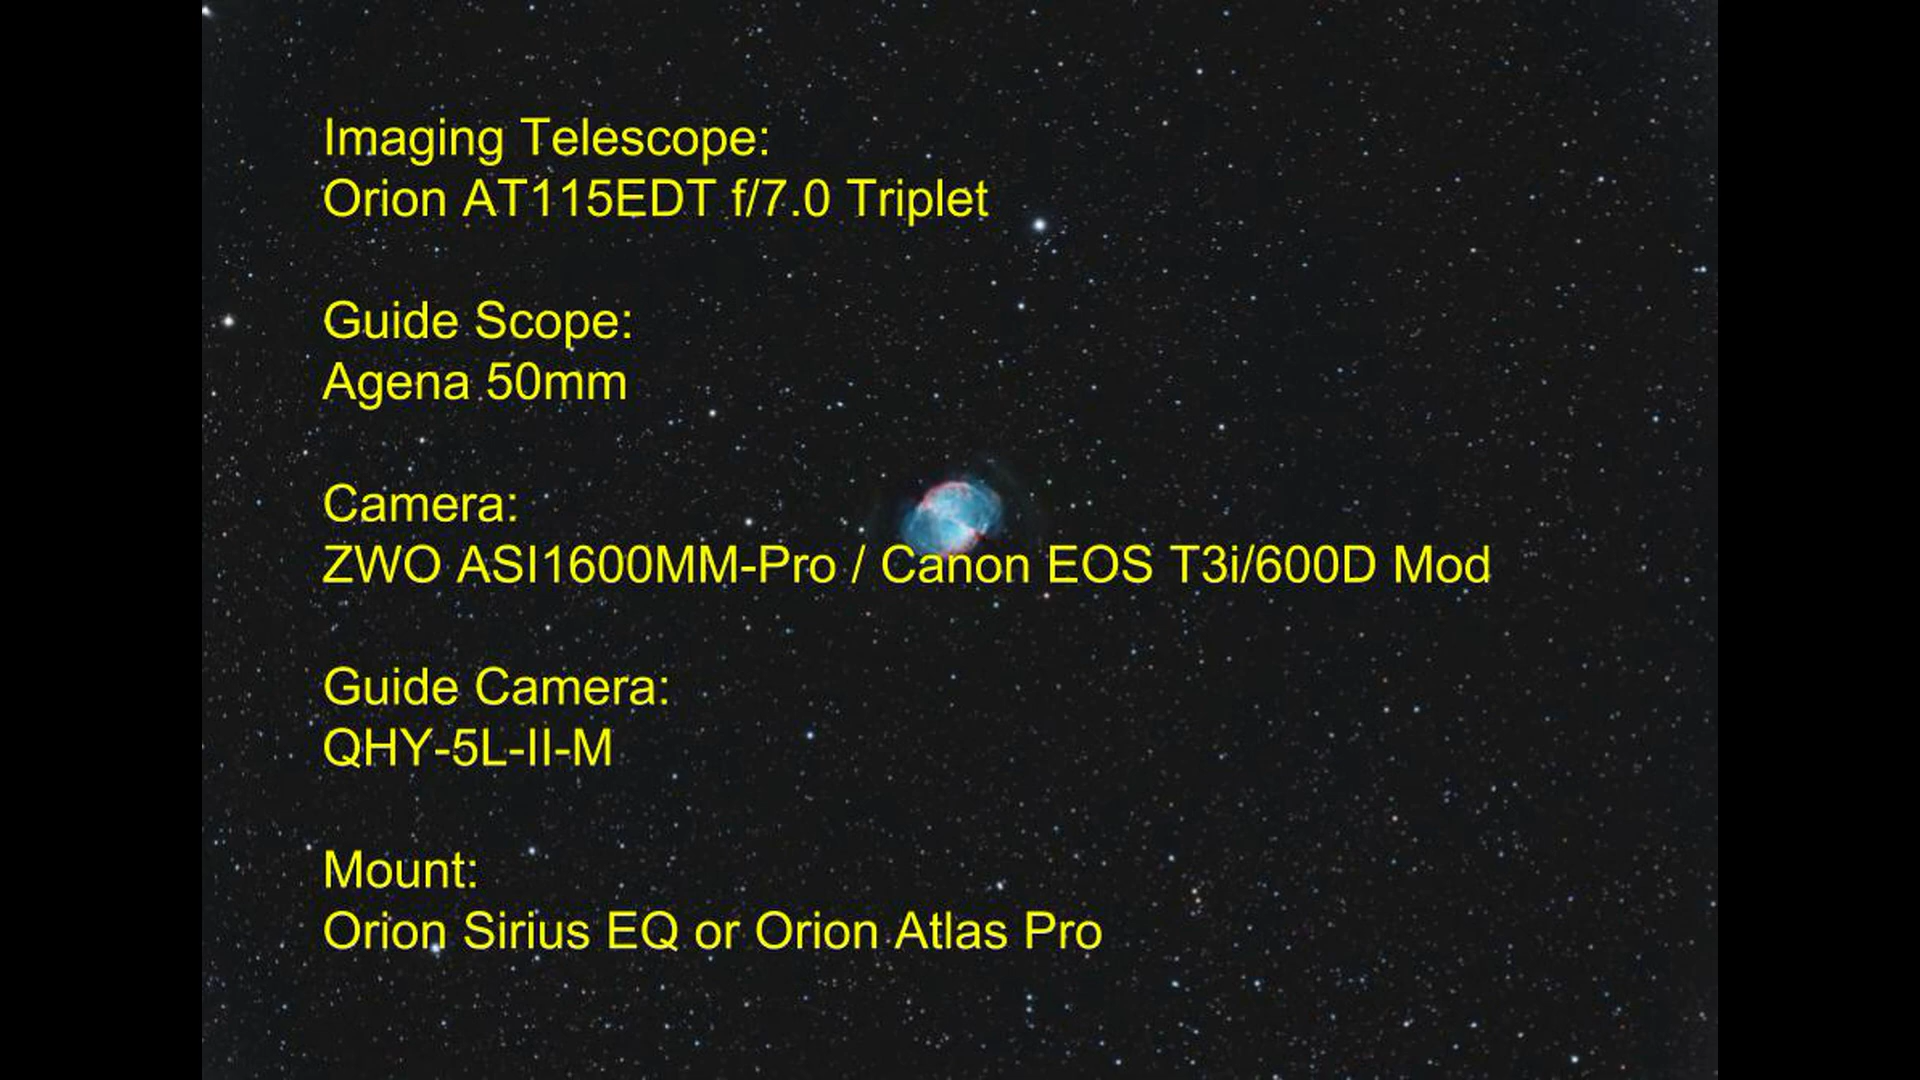 Imaging Telescope:
Orion AT115EDT f/7.0 Triplet
Guide Scope:
Agena 50mm
Camera:
ZWO ASI1600MM-Pro / Canon EOS T3i/600D Mod
Guide Camera:
QHY-5L-II-M
Mount:
Orion Sirius EQ or Orion Atlas Pro